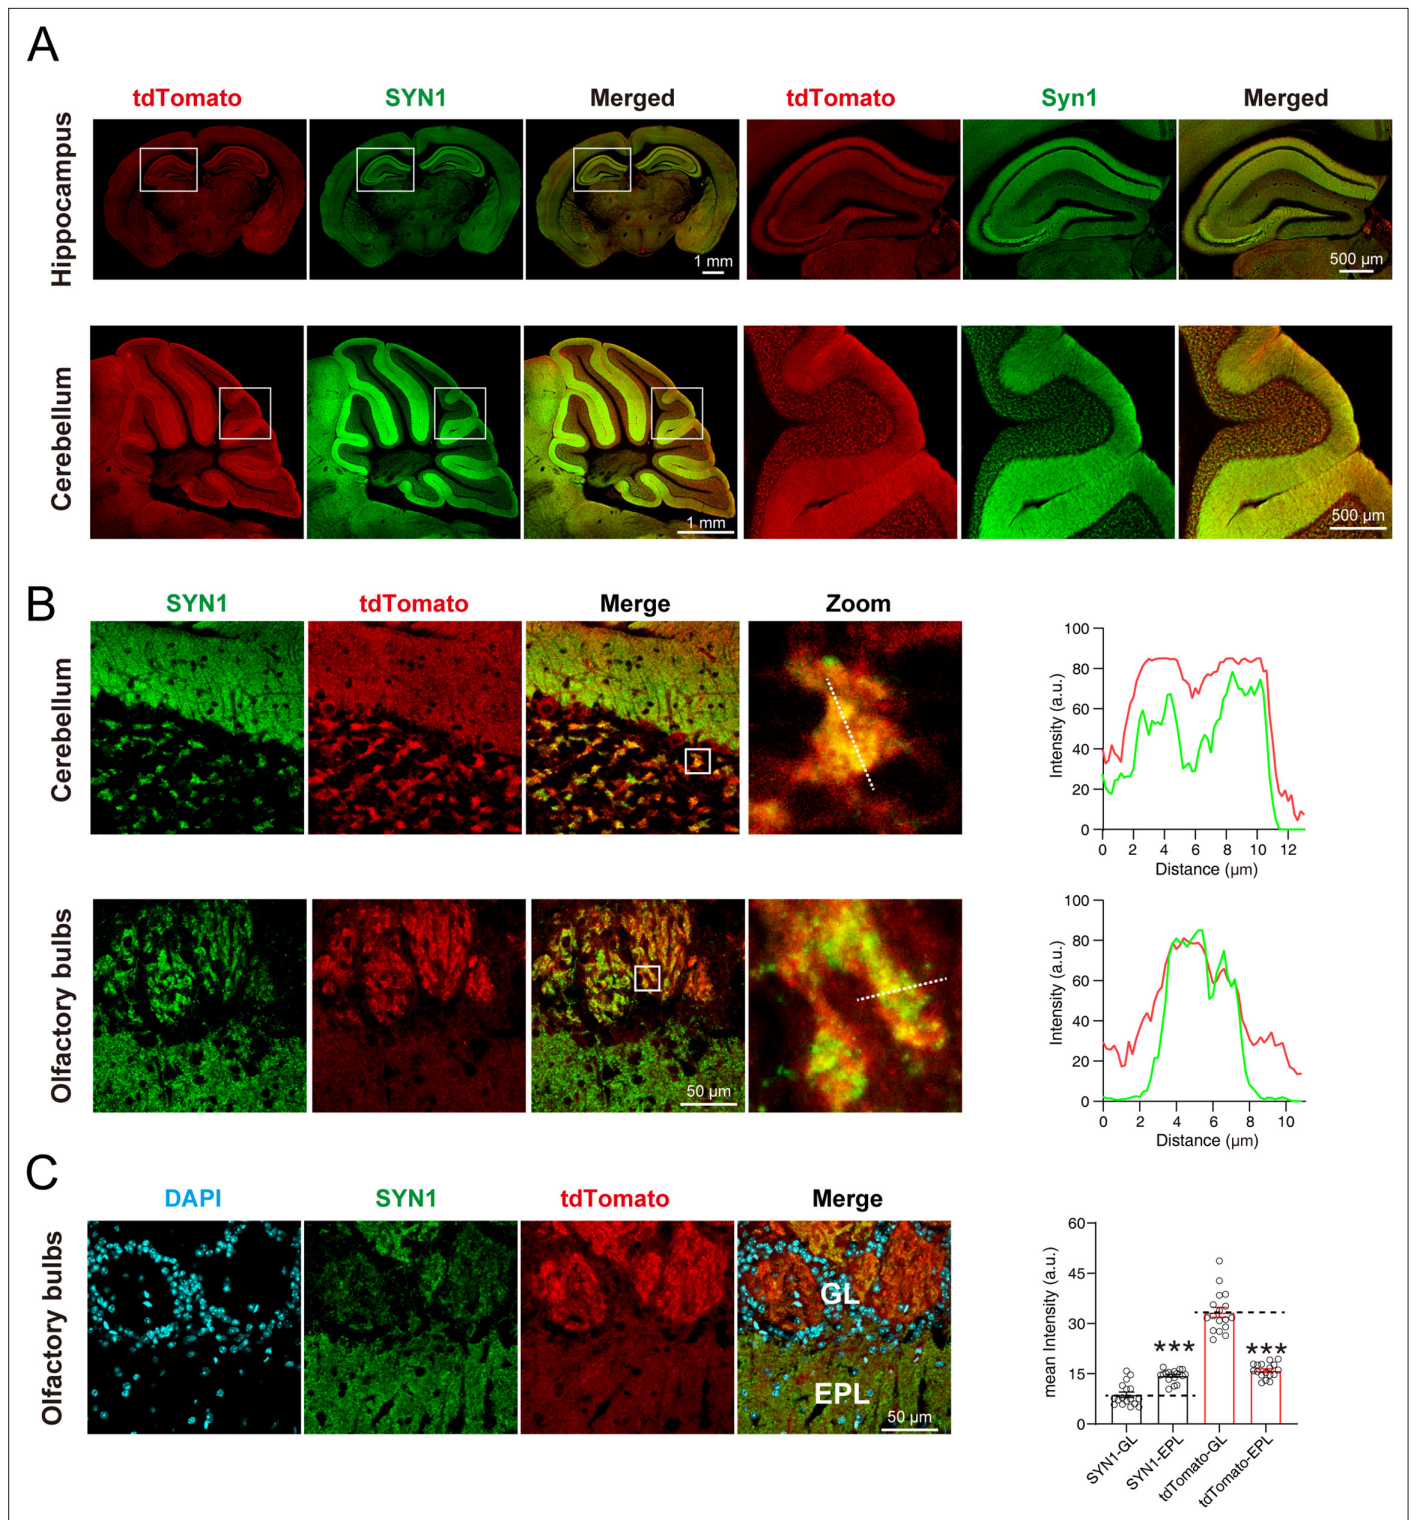 A
tdTomato SYN1 Merged tdTomato Syn1 Merged
Hippocampus
1 mm
500 µm
Cerebellum
1 mm
500 µm
B
SYN1 tdTomato Merge Zoom
Cerebellum
100
80
60
40
20
0
Intensity (a.u.)
0 2 4 6 8 10 12
Distance (µm)
Olfactory bulbs
50 µm
100
80
60
40
20
0
Intensity (a.u.)
0 2 4 6 8 10
Distance (µm)
C
DAPI SYN1 tdTomato Merge
Olfactory bulbs
GL
EPL
50 µm
60
45
30
15
0
mean Intensity (a.u.)
*** ***
SYN1-GL
SYN1-EPL
tdTomato-GL
tdTomato-EPL